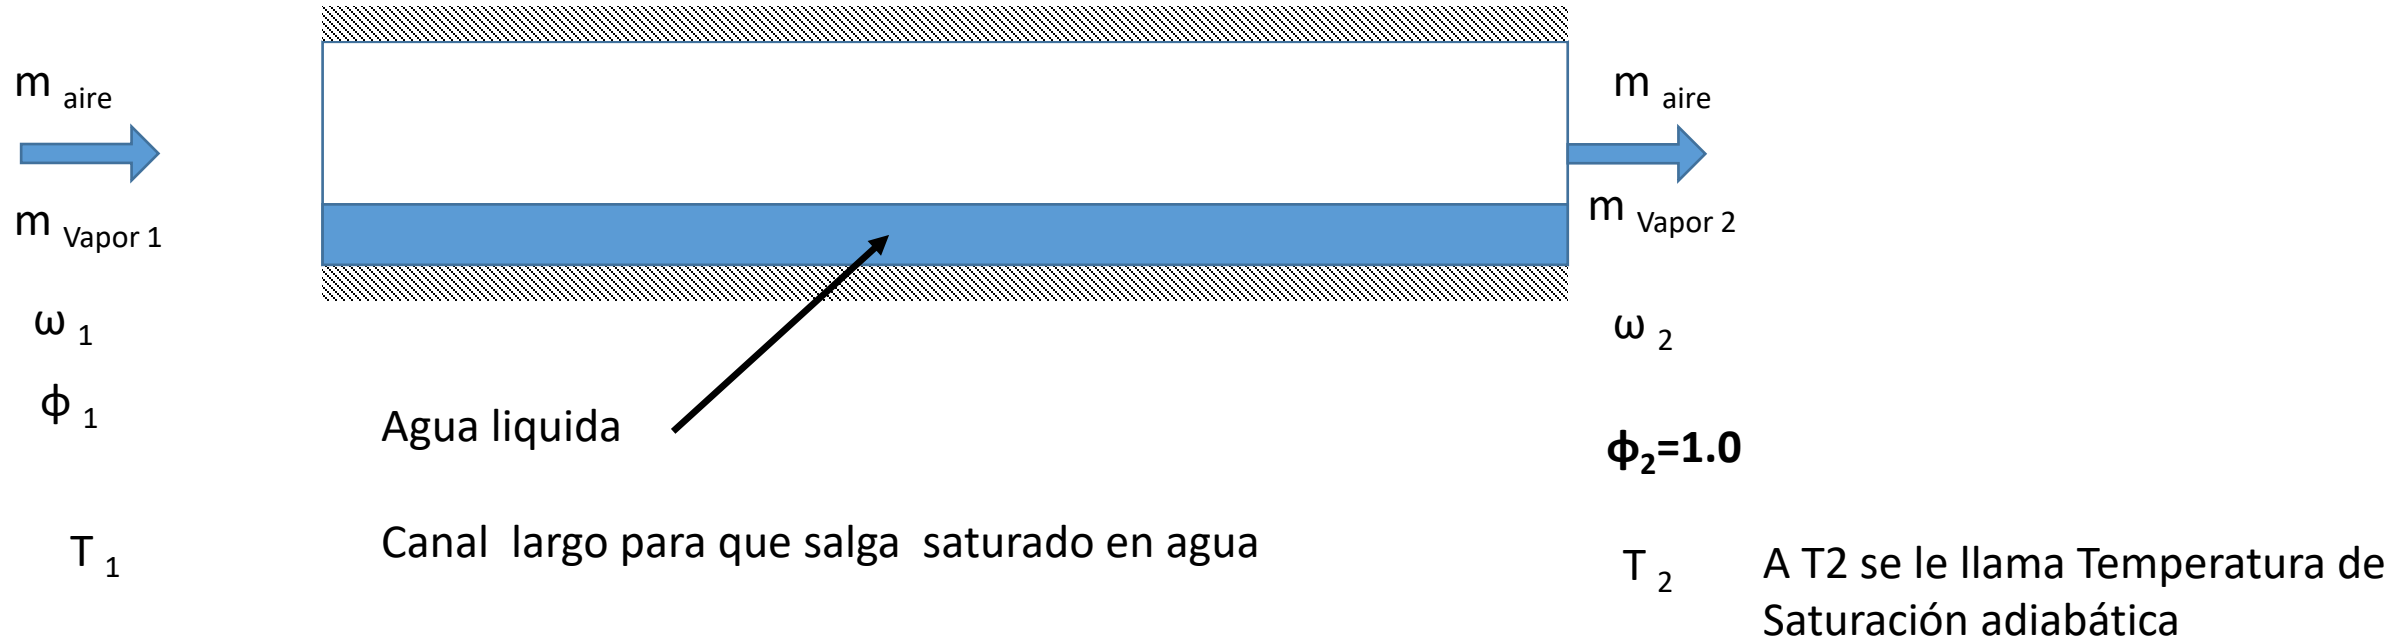 m aire
m Vapor 1
ω 1
ϕ 1
T 1
Agua liquida
Canal largo para que salga saturado en agua
m aire
m Vapor 2
ω 2
ϕ2=1.0
T 2
A T2 se le llama Temperatura de
Saturación adiabática